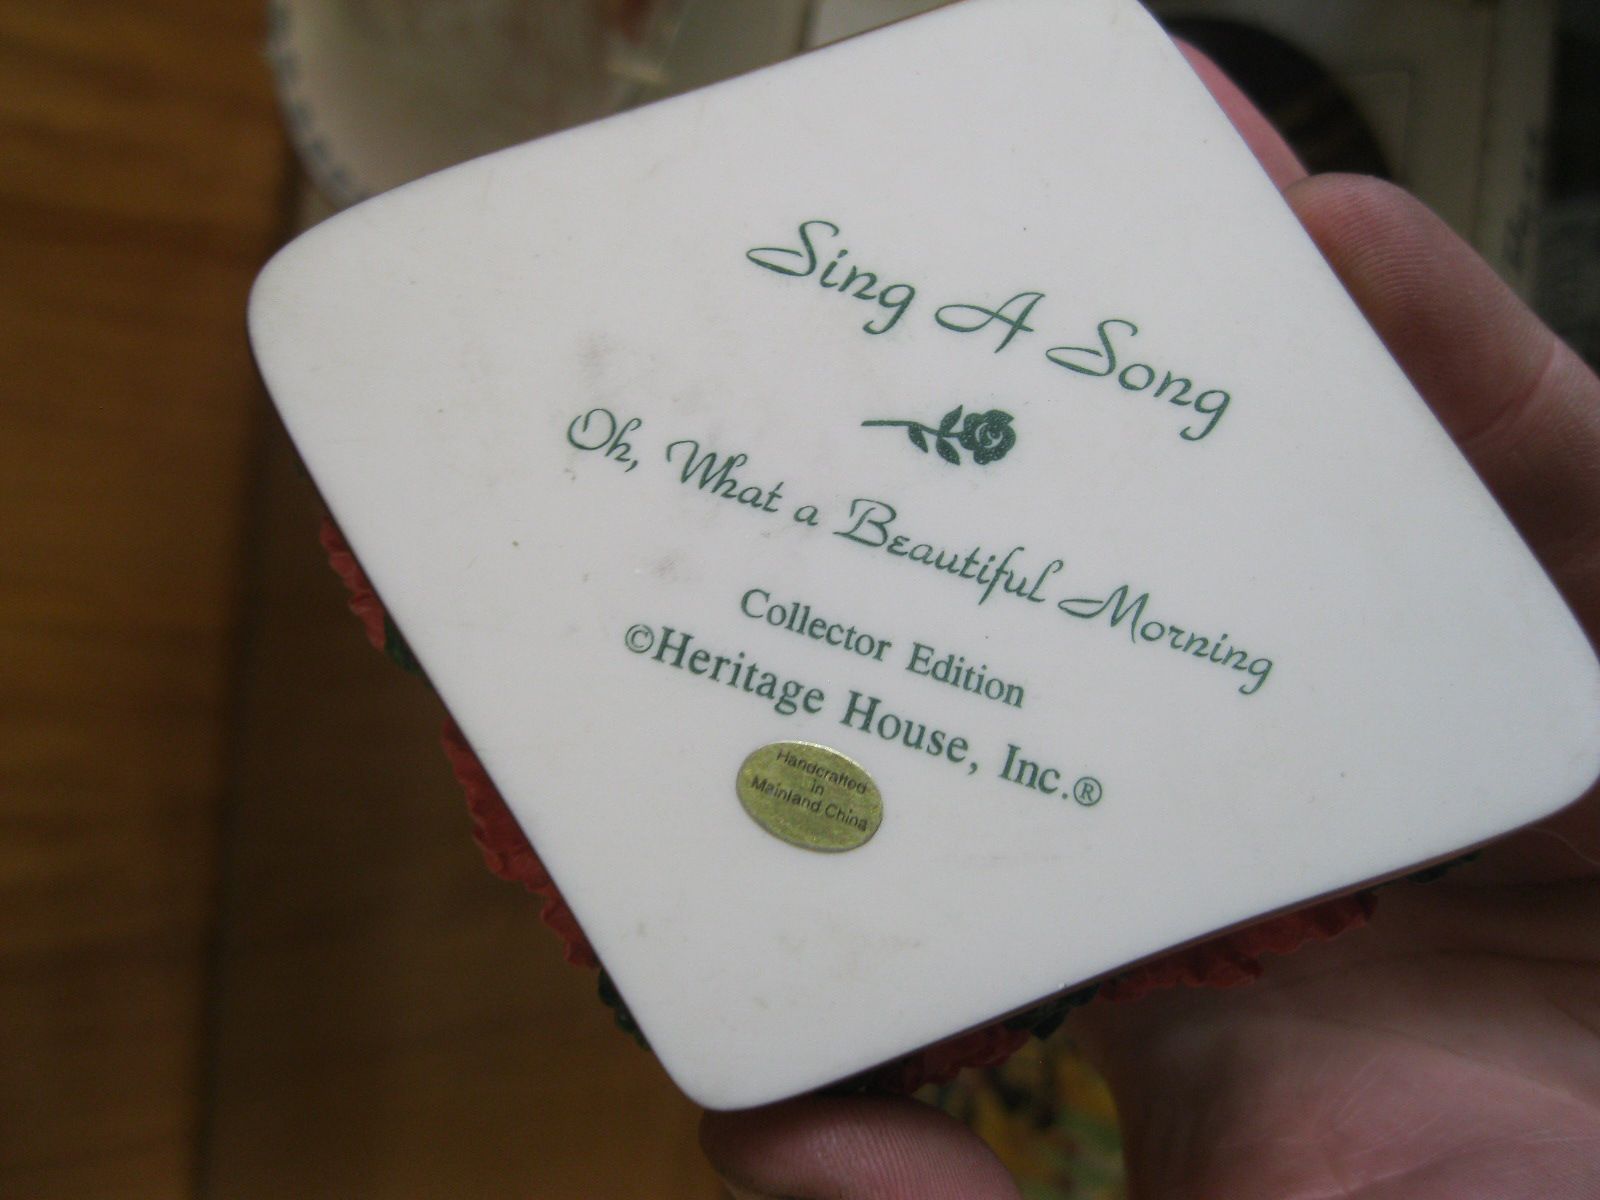 Sing A Song
Oh, What a Beautiful Morning
Collector Edition
©Heritage House, Inc.®
Handcrafted
in
Mainland China